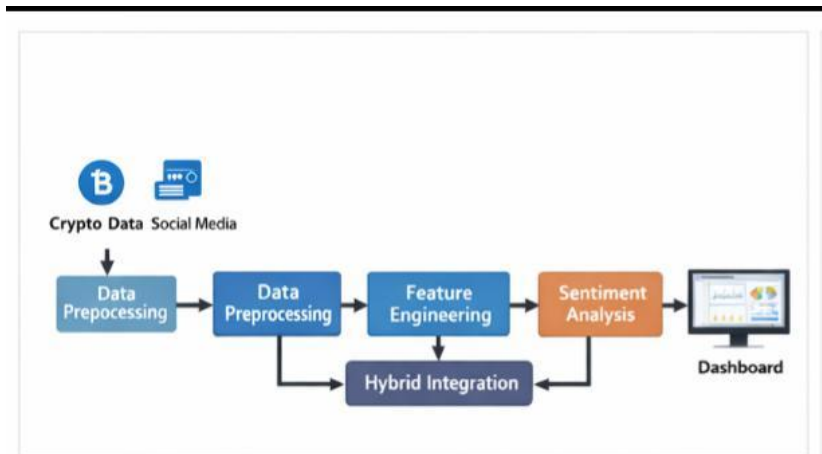 Crypto Data Social Media
Data
Prepocessing
Data
Preprocessing
Feature
Engineering
Sentiment
Analysis
Dashboard
Hybrid Integration